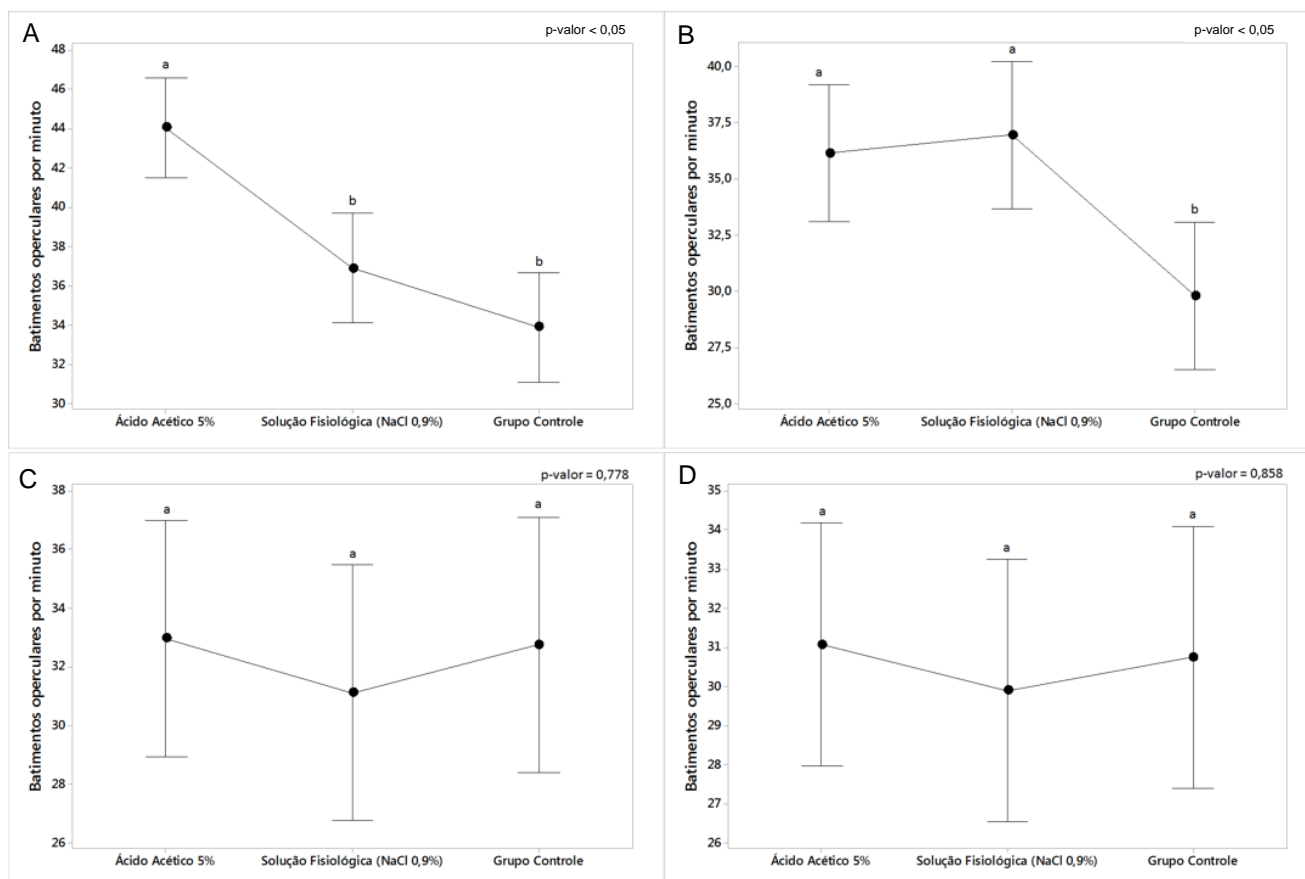 A
p-valor < 0,05
Batimentos operculares por minuto
48
46
44
42
40
38
36
34
32
30
a
b
b
Ácido Acético 5%
Solução Fisiológica (NaCl 0,9%)
Grupo Controle
B
p-valor < 0,05
Batimentos operculares por minuto
40,0
37,5
35,0
32,5
30,0
27,5
25,0
a
a
b
Ácido Acético 5%
Solução Fisiológica (NaCl 0,9%)
Grupo Controle
C
p-valor = 0,778
Batimentos operculares por minuto
38
36
34
32
30
28
26
a
a
a
Ácido Acético 5%
Solução Fisiológica (NaCl 0,9%)
Grupo Controle
D
p-valor = 0,858
Batimentos operculares por minuto
35
34
33
32
31
30
29
28
27
26
a
a
a
Ácido Acético 5%
Solução Fisiológica (NaCl 0,9%)
Grupo Controle